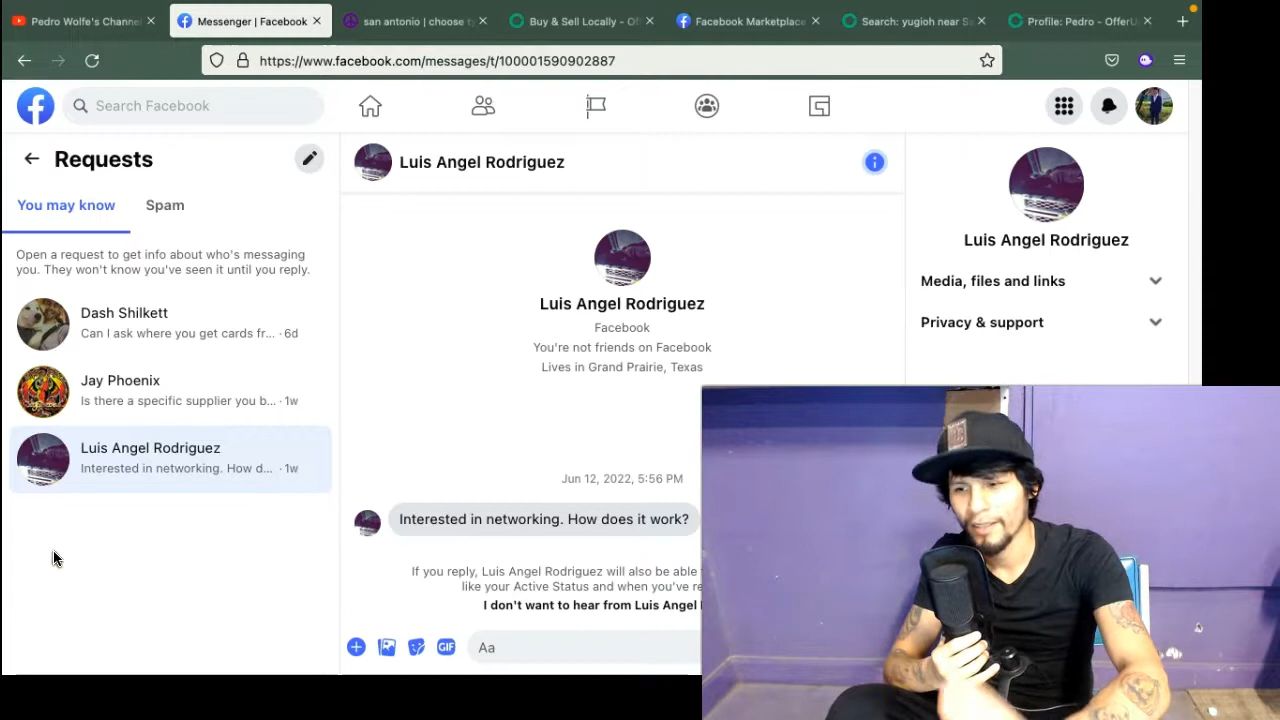 Pedro Wolfe's Channel
Messenger | Facebook
san antonio | choose
Buy & Sell Locally - Of
Facebook Marketplace
Search: yugioh near Sa
Profile: Pedro - OfferU
https://www.facebook.com/messages/t/100001590902887
Search Facebook
Requests
You may know
Spam
Open a request to get info about who's messaging
you. They won't know you've seen it until you reply.
Dash Shilkett
Can I ask where you get cards fr... · 6d
Jay Phoenix
Is there a specific supplier you b... · 1w
Luis Angel Rodriguez
Interested in networking. How d... · 1w
Luis Angel Rodriguez
Luis Angel Rodriguez
Facebook
You're not friends on Facebook
Lives in Grand Prairie, Texas
Jun 12, 2022, 5:56 PM
Interested in networking. How does it work?
If you reply, Luis Angel Rodriguez will also be able
like your Active Status and when you've re
I don't want to hear from Luis Angel
GIF
Aa
Luis Angel Rodriguez
Media, files and links
Privacy & support